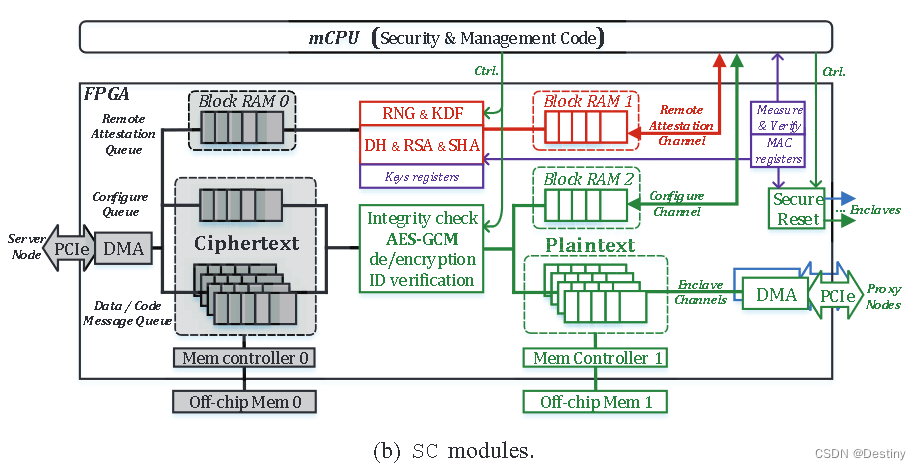 mCPU (Security & Management Code)
Ctrl.
Ctrl.
FPGA
Block RAM 0
Remote
Attestation
Queue
RNG & KDF
DH & RSA & SHA
Keys registers
Block RAM 1
Remote
Attestation
Channel
Measure
& Verify
MAC
registers
Configure
Queue
Block RAM 2
Configure
Channel
Secure
Reset
... Enclaves
Server
Node
PCIe
DMA
Ciphertext
Integrity check
AES-GCM
de/encryption
ID verification
Plaintext
Enclave
Channels
DMA
PCIe
Proxy
Nodes
Data / Code
Message Queue
Mem controller 0
Mem Controller 1
Off-chip Mem 0
Off-chip Mem 1
(b) SC modules.
CSDN @Destiny